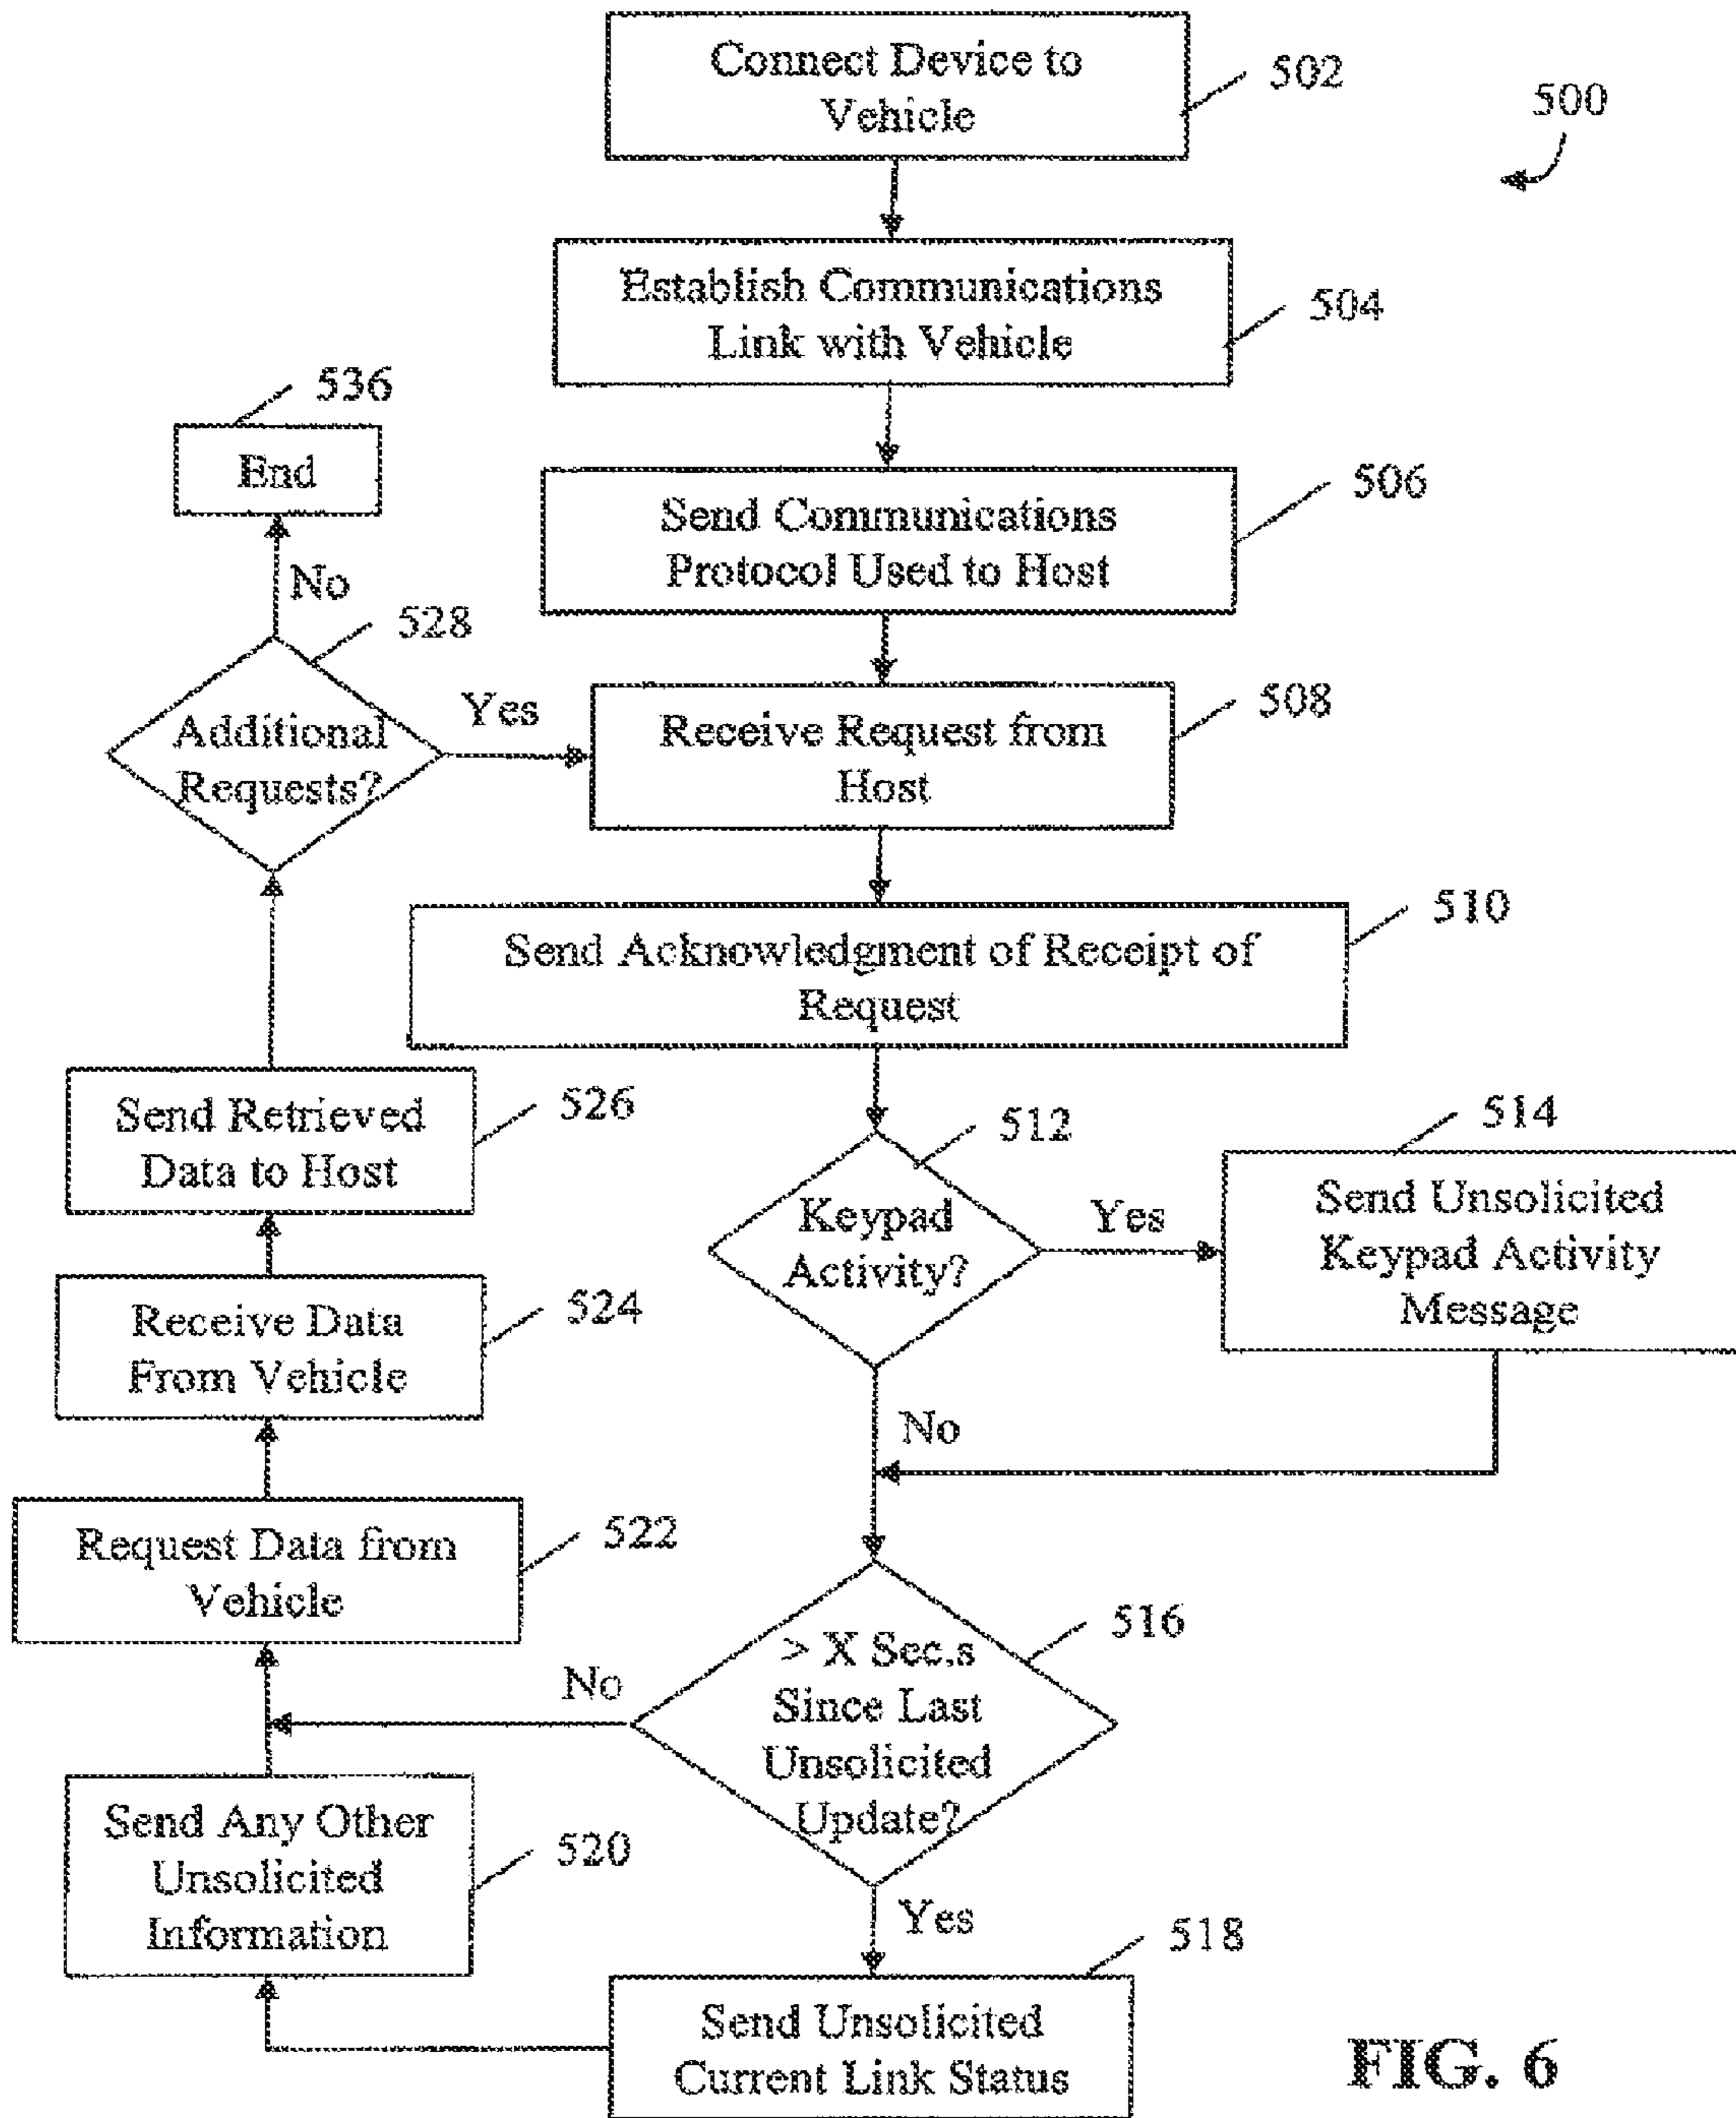 Connect Device to
Vehicle
502
500
Establish Communications
Link with Vehicle
504
536
End
Send Communications
Protocol Used to Host
506
No
528
Additional
Requests?
Yes
Receive Request from
Host
508
Send Acknowledgment of Receipt of
Request
510
Send Retrieved
Data to Host
526
512
Keypad
Activity?
Yes
514
Send Unsolicited
Keypad Activity
Message
Receive Data
From Vehicle
524
No
Request Data from
Vehicle
522
> X Sec.s
Since Last
Unsolicited
Update?
516
No
Send Any Other
Unsolicited
Information
520
Yes
518
Send Unsolicited
Current Link Status
FIG. 6